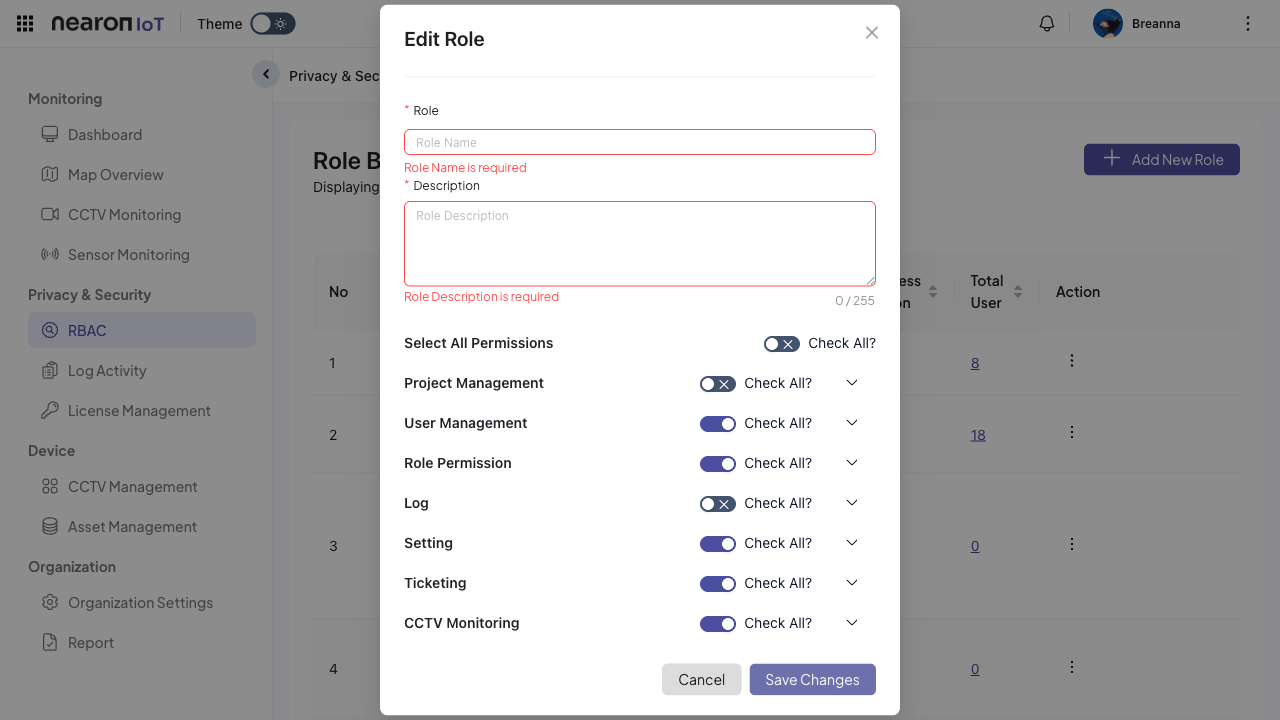 nearon IoT
Theme
Breanna
Monitoring
Dashboard
Map Overview
CCTV Monitoring
Sensor Monitoring
Privacy & Security
RBAC
Log Activity
License Management
Device
CCTV Management
Asset Management
Organization
Organization Settings
Report
Privacy & Sec
Role B
Displaying
Add New Role
No
ess
on
Total
User
Action
1
8
2
18
3
0
4
0
Edit Role
* Role
Role Name
Role Name is required
* Description
Role Description
Role Description is required
0 / 255
Select All Permissions
Check All?
Project Management
Check All?
User Management
Check All?
Role Permission
Check All?
Log
Check All?
Setting
Check All?
Ticketing
Check All?
CCTV Monitoring
Check All?
Cancel
Save Changes